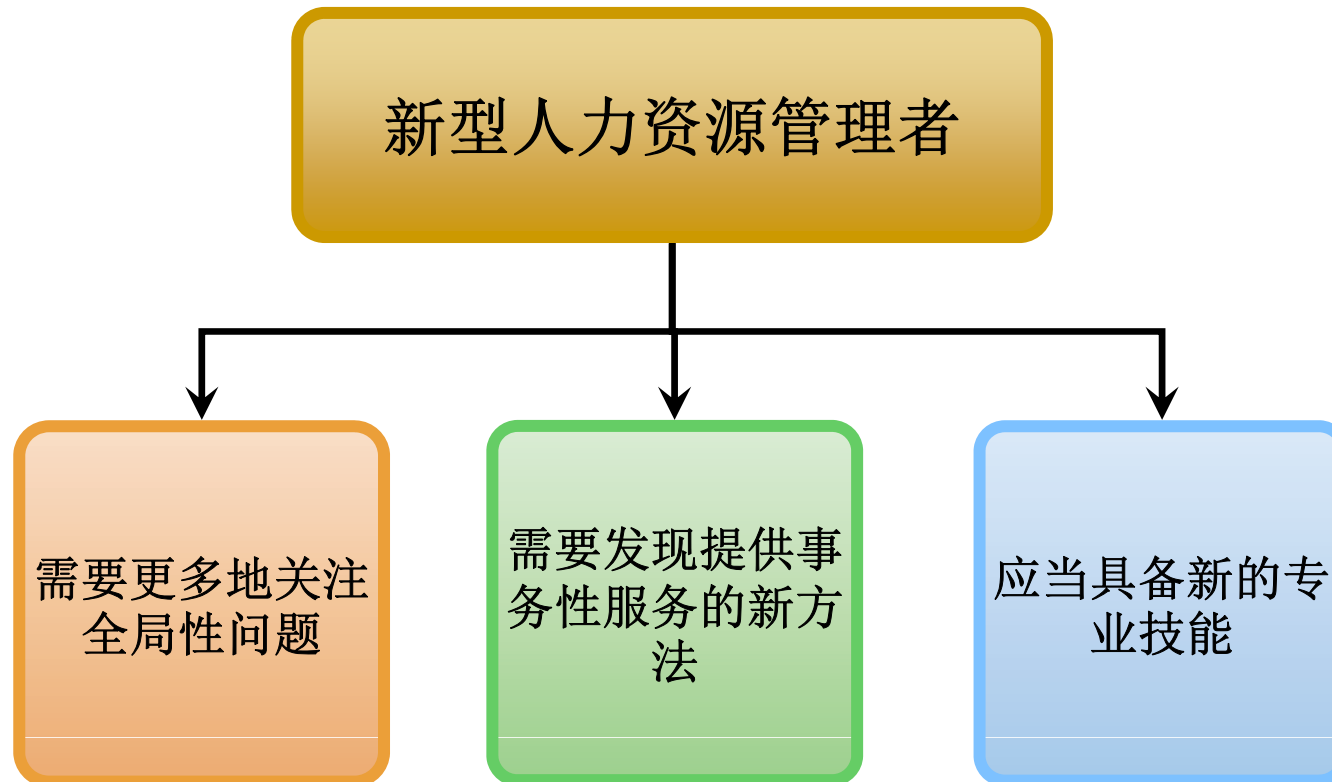 新型人力资源管理者
需要更多地关注
全局性问题
需要发现提供事
务性服务的新方
法
应当具备新的专
业技能